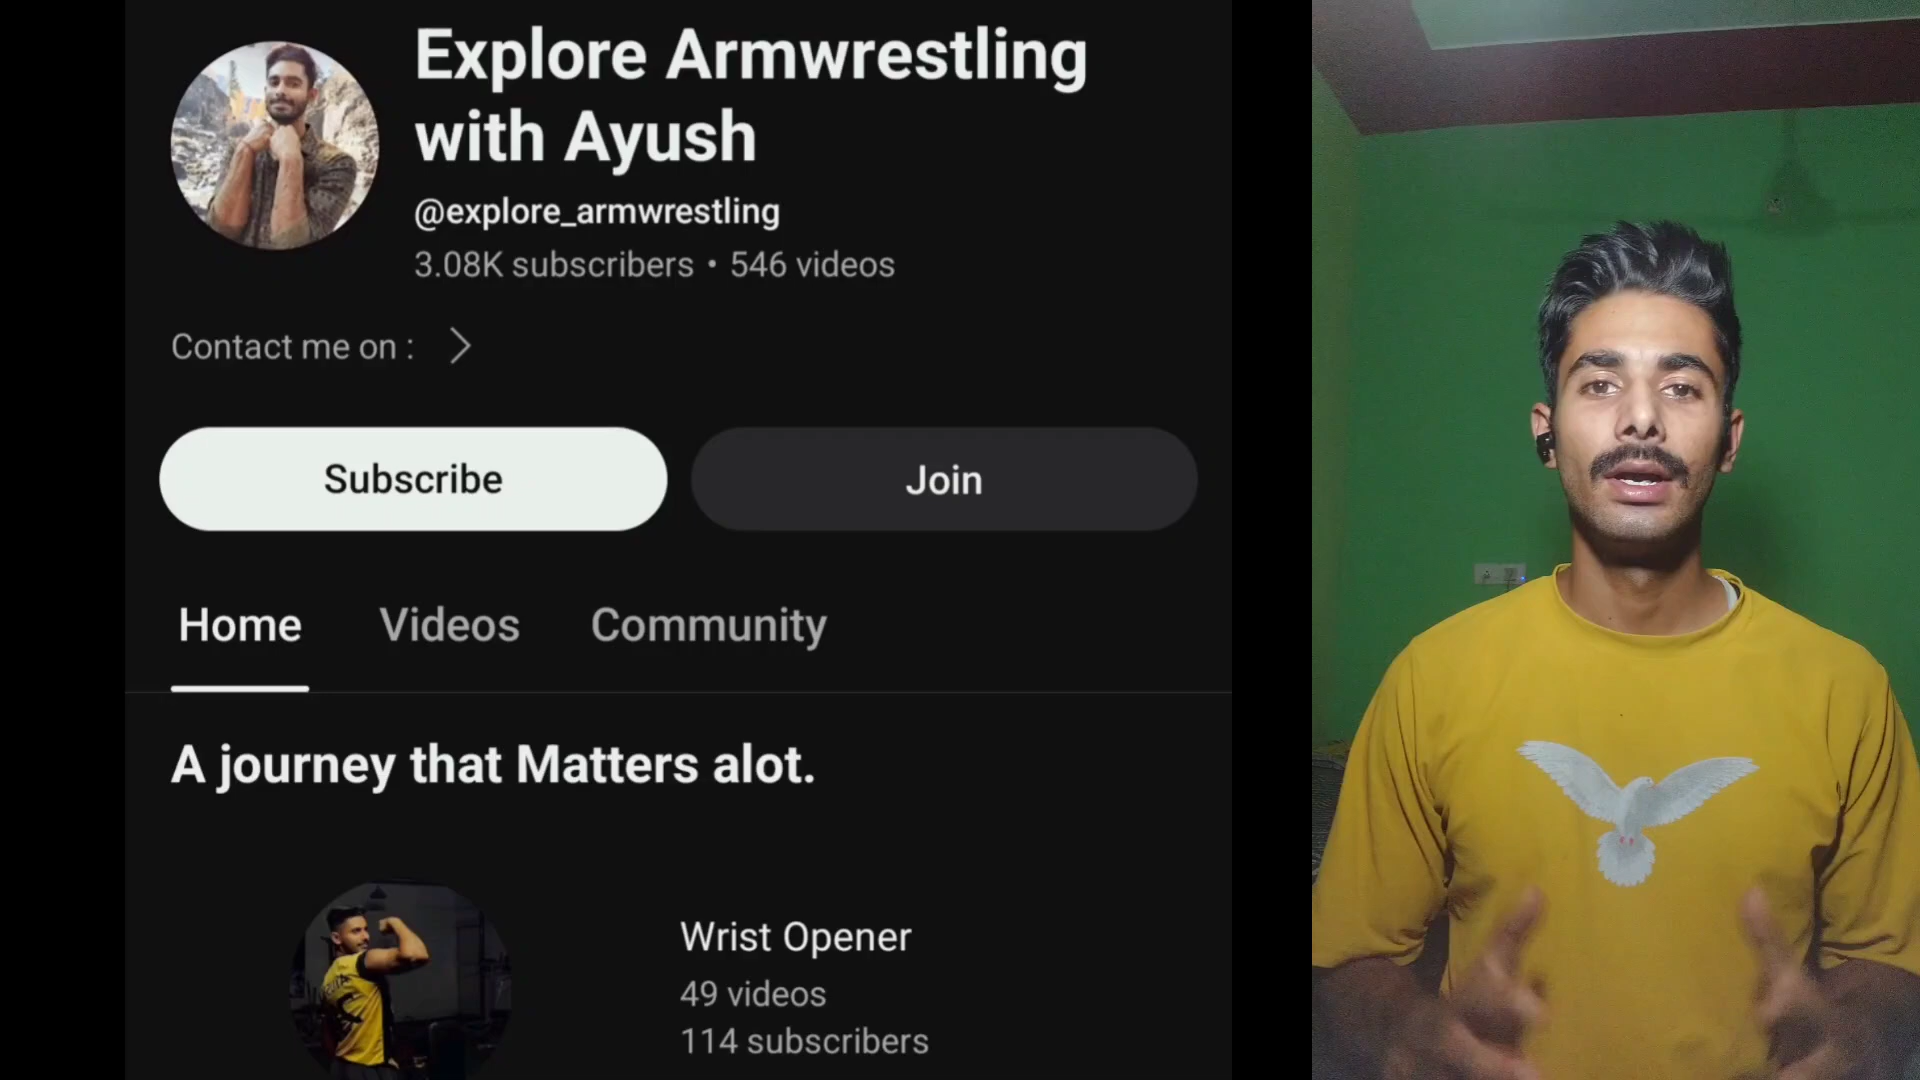 Explore Armwrestling
with Ayush
@explore_armwrestling
3.08K subscribers • 546 videos
Contact me on :
Subscribe
Join
Home
Videos
Community
A journey that Matters alot.
Wrist Opener
49 videos
114 subscribers